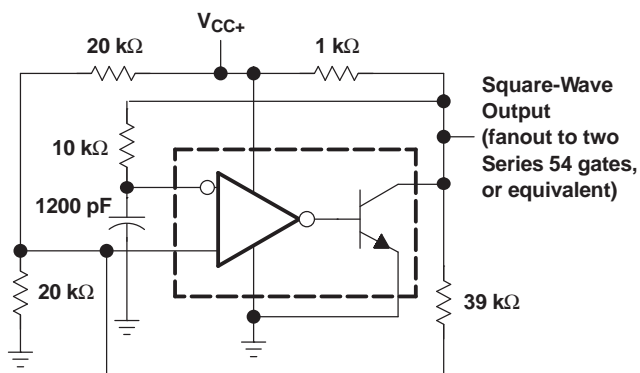 V_CC+
20 kΩ
1 kΩ
Square-Wave
Output
(fanout to two
Series 54 gates,
or equivalent)
10 kΩ
1200 pF
20 kΩ
39 kΩ